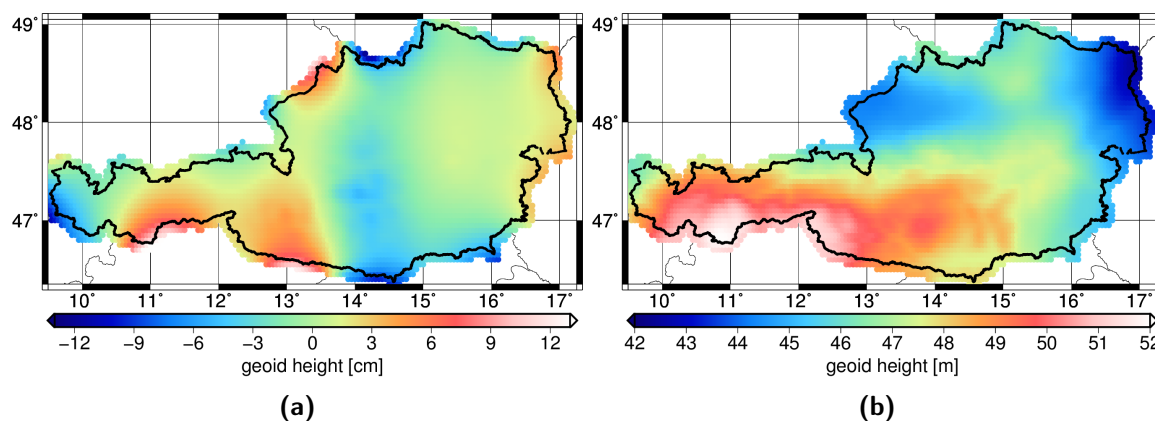 49° 49°
48° 48°
47° 47°
10° 11° 12° 13° 14° 15° 16° 17° 10° 11° 12° 13° 14° 15° 16° 17°
−12 −9 −6 −3 0 3 6 9 12 42 43 44 45 46 47 48 49 50 51 52
geoid height [cm] geoid height [m]
(a) (b)